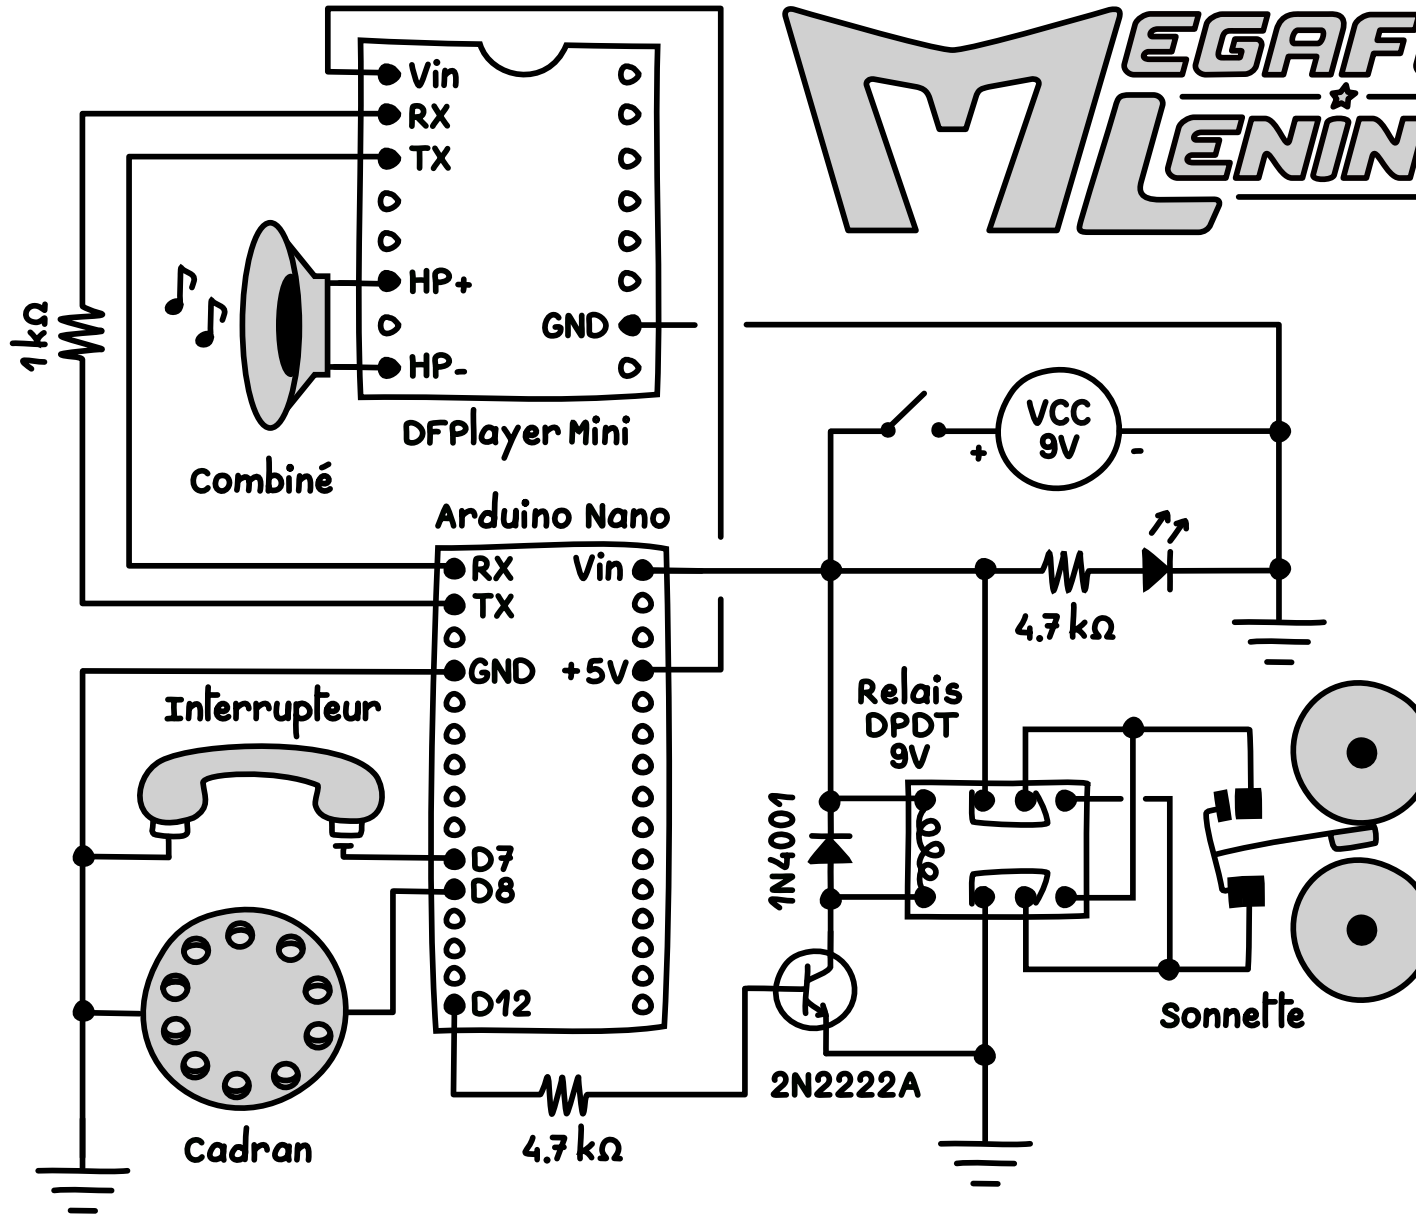 Vin
RX
TX
HP+
GND
HP-
1kΩ
DFPlayer Mini
Combiné
LENIN
VCC
9V
+
-
Arduino Nano
RX
Vin
TX
GND
+5V
D7
D8
D12
4.7 kΩ
Interrupteur
Relais
DPDT
9V
1N4001
Sonnette
2N2222A
Cadran
4.7 kΩ